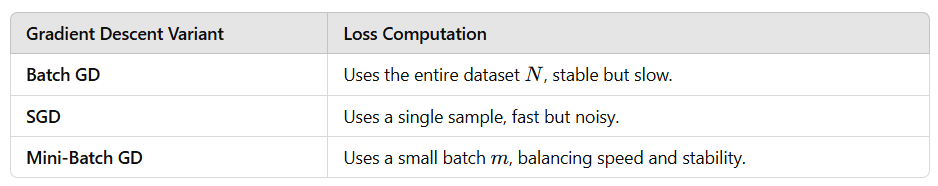 Gradient Descent Variant Loss Computation
Batch GD Uses the entire dataset N, stable but slow.
SGD Uses a single sample, fast but noisy.
Mini-Batch GD Uses a small batch m, balancing speed and stability.